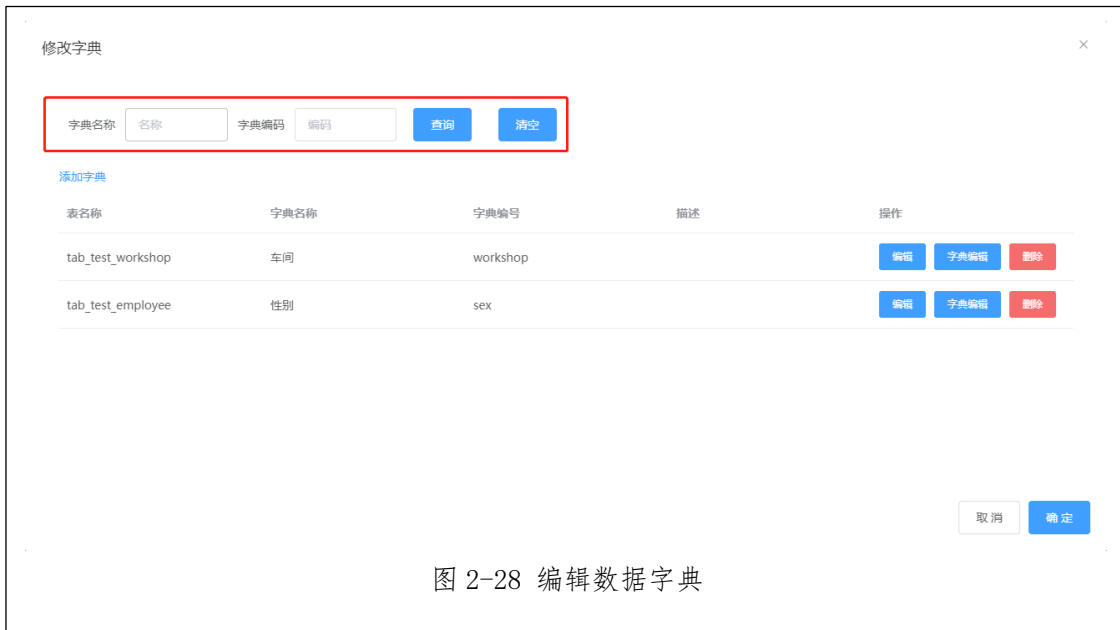 修改字典
字典名称 名称 字典编码 编码 查询 清空
添加字典
表名称 字典名称 字典编号 描述 操作
tab_test_workshop 车间 workshop 编辑 字典编辑 删除
tab_test_employee 性别 sex 编辑 字典编辑 删除
取消 确定
图 2-28 编辑数据字典